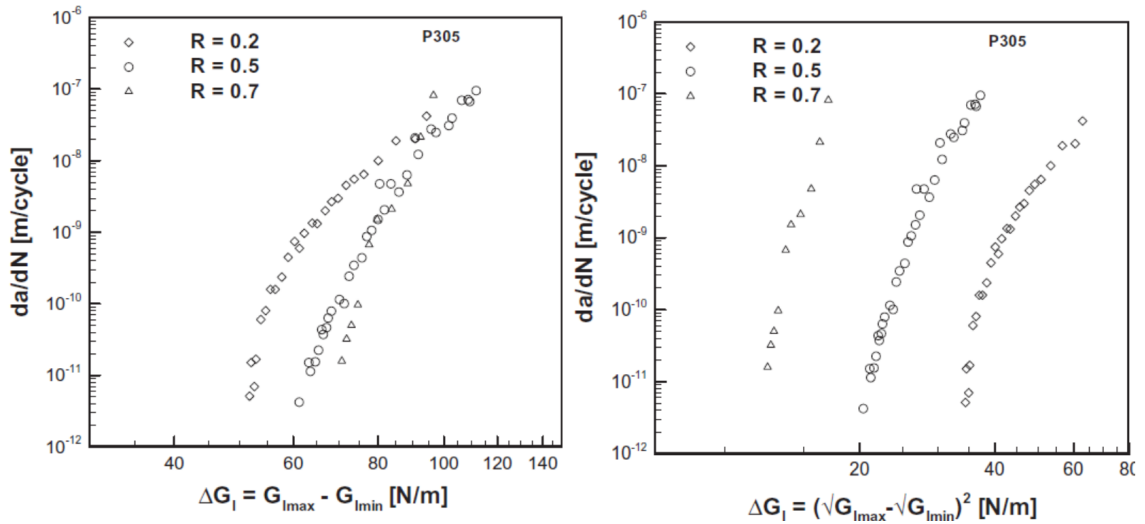 P305
R = 0.2
R = 0.5
R = 0.7
10⁻⁶
10⁻⁷
10⁻⁸
10⁻⁹
10⁻¹⁰
10⁻¹¹
10⁻¹²
da/dN [m/cycle]
40 60 80 100 120 140
ΔG_I = G_Imax - G_Imin [N/m]
P305
R = 0.2
R = 0.5
R = 0.7
10⁻⁶
10⁻⁷
10⁻⁸
10⁻⁹
10⁻¹⁰
10⁻¹¹
10⁻¹²
da/dN [m/cycle]
20 40 60 80
ΔG_I = (√G_Imax-√G_Imin)² [N/m]